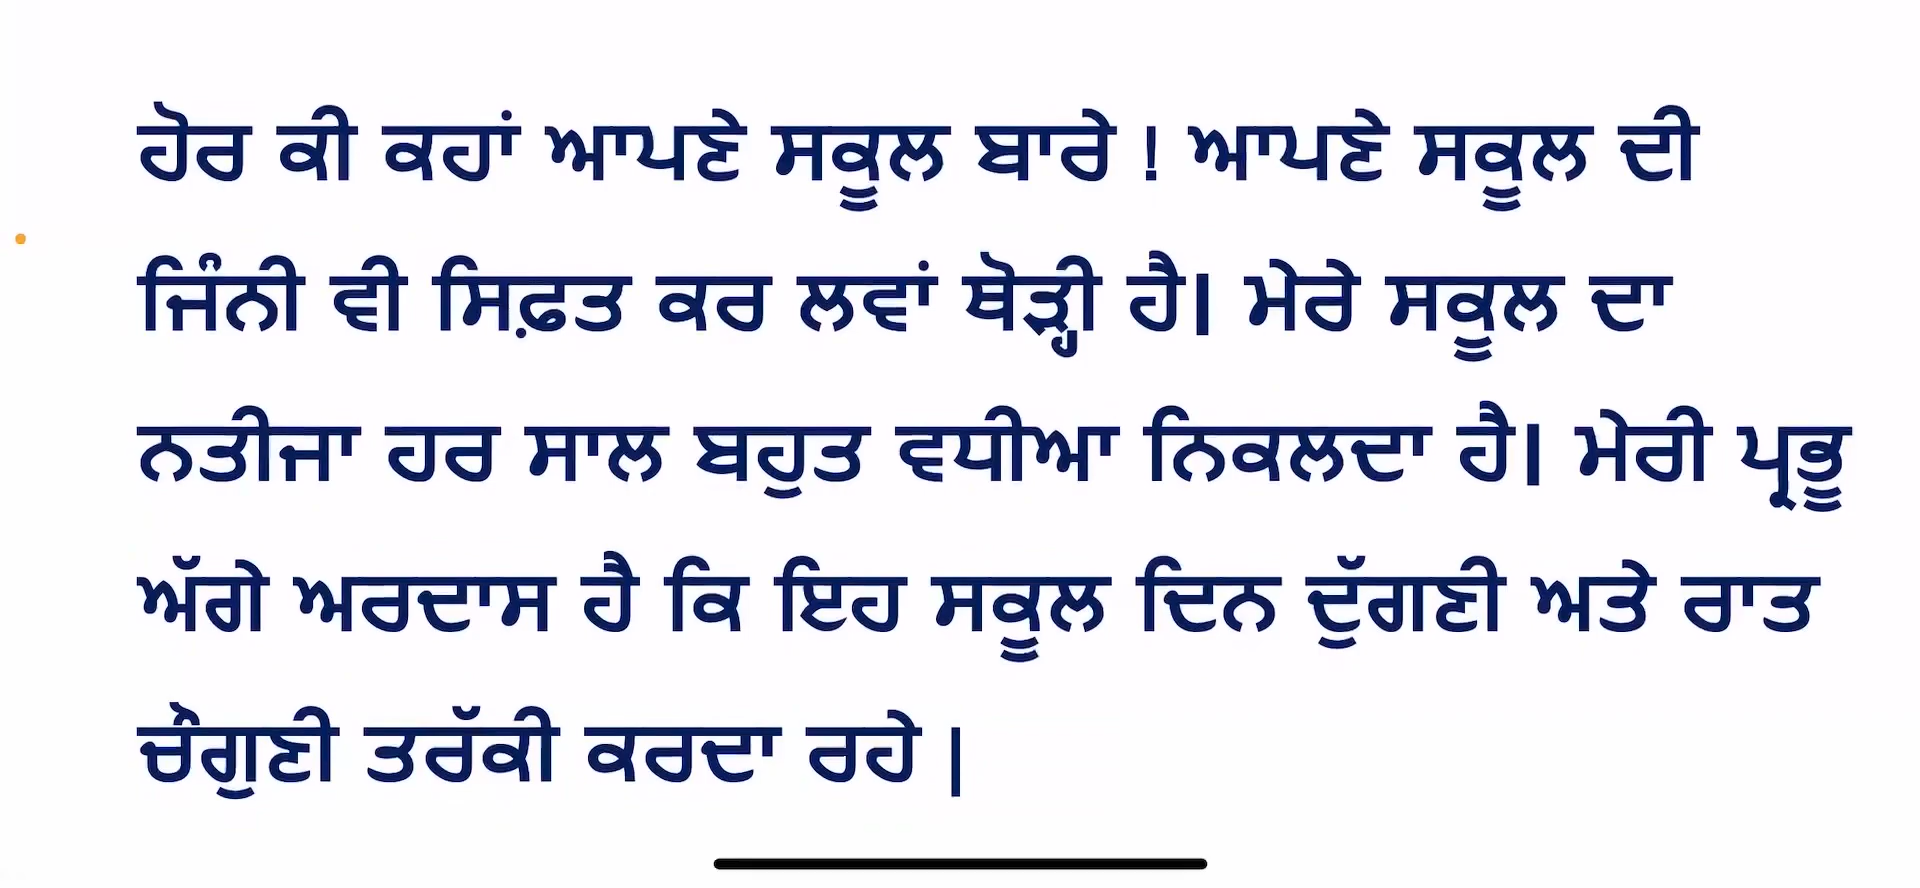 ਹੋਰ ਕੀ ਕਹਾਂ ਆਪਣੇ ਸਕੂਲ ਬਾਰੇ ! ਆਪਣੇ ਸਕੂਲ ਦੀ
ਜਿੰਨੀ ਵੀ ਸਿਫ਼ਤ ਕਰ ਲਵਾਂ ਥੋੜ੍ਹੀ ਹੈ| ਮੇਰੇ ਸਕੂਲ ਦਾ
ਨਤੀਜਾ ਹਰ ਸਾਲ ਬਹੁਤ ਵਧੀਆ ਨਿਕਲਦਾ ਹੈ| ਮੇਰੀ ਪ੍ਰਭੂ
ਅੱਗੇ ਅਰਦਾਸ ਹੈ ਕਿ ਇਹ ਸਕੂਲ ਦਿਨ ਦੁੱਗਣੀ ਅਤੇ ਰਾਤ
ਚੌਗੁਣੀ ਤਰੱਕੀ ਕਰਦਾ ਰਹੇ |